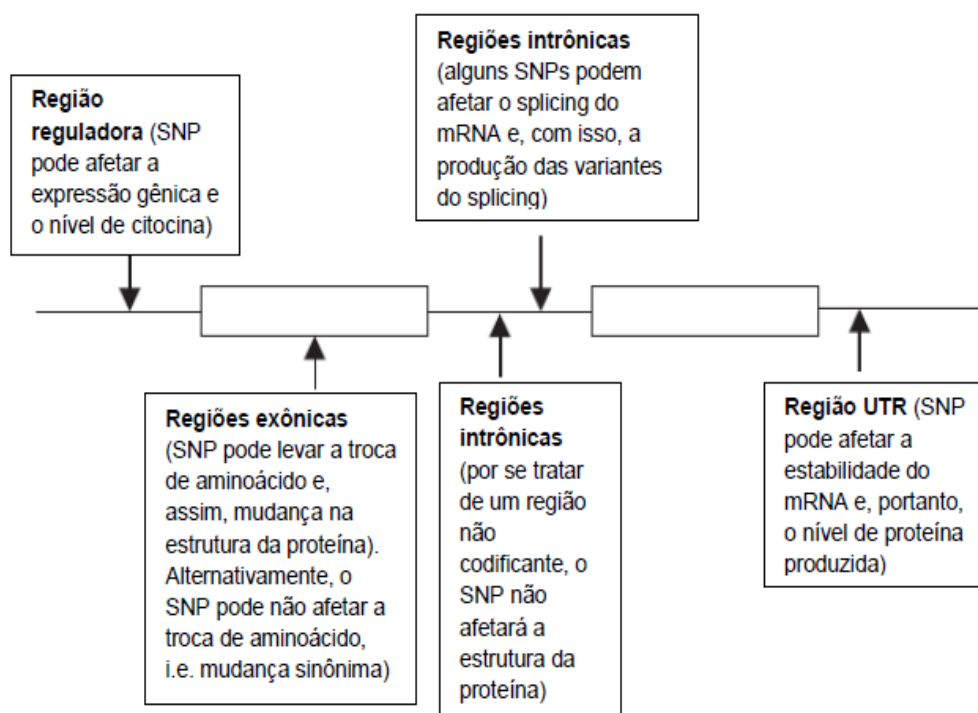 Regiões intrônicas
(alguns SNPs podem
afetar o splicing do
mRNA e, com isso, a
produção das variantes
do splicing)
Região
reguladora (SNP
pode afetar a
expressão gênica e
o nível de citocina)
Regiões exônicas
(SNP pode levar a troca
de aminoácido e,
assim, mudança na
estrutura da proteína).
Alternativamente, o
SNP pode não afetar a
troca de aminoácido,
i.e. mudança sinônima)
Regiões
intrônicas
(por se tratar
de um região
não
codificante, o
SNP não
afetará a
estrutura da
proteína)
Região UTR (SNP
pode afetar a
estabilidade do
mRNA e, portanto,
o nível de proteína
produzida)